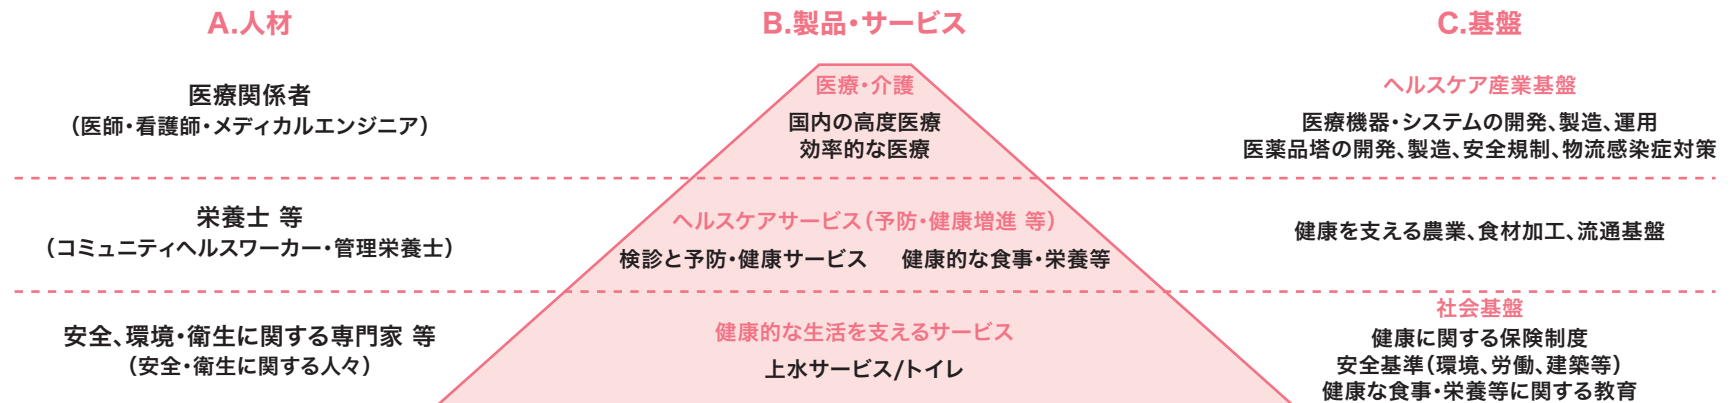 A.人材
B.製品・サービス
C.基盤
医療関係者
（医師・看護師・メディカルエンジニア）
医療・介護
国内の高度医療
効率的な医療
ヘルスケア産業基盤
医療機器・システムの開発、製造、運用
医薬品塔の開発、製造、安全規制、物流感染症対策
栄養士 等
（コミュニティヘルスワーカー・管理栄養士）
ヘルスケアサービス（予防・健康増進 等）
検診と予防・健康サービス 健康的な食事・栄養等
健康を支える農業、食材加工、流通基盤
安全、環境・衛生に関する専門家 等
（安全・衛生に関する人々）
健康的な生活を支えるサービス
上水サービス/トイレ
社会基盤
健康に関する保険制度
安全基準（環境、労働、建築等）
健康な食事・栄養等に関する教育